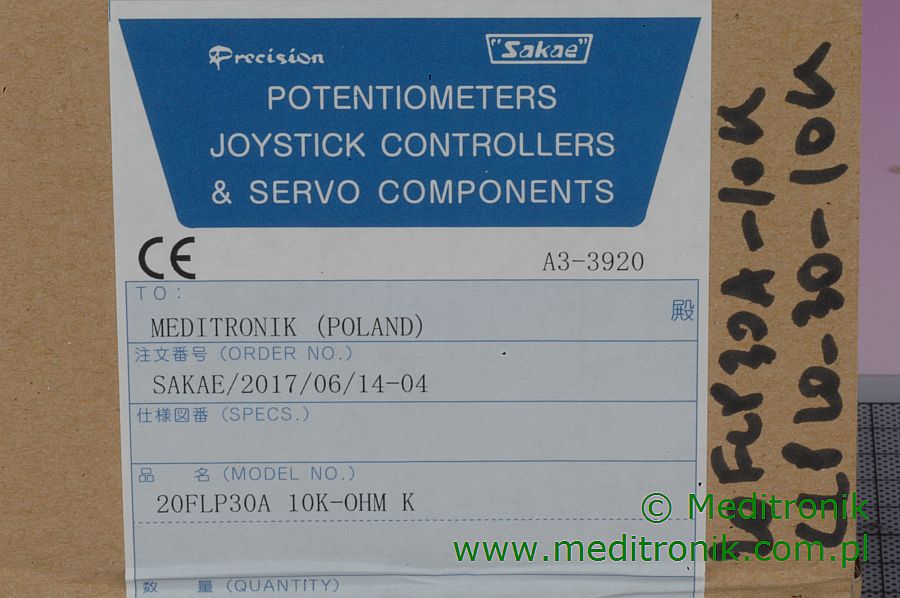 Precision "Sakae"
POTENTIOMETERS
JOYSTICK CONTROLLERS
& SERVO COMPONENTS
CE
A3-3920
TO:
殿
MEDITRONIK (POLAND)
注文番号 (ORDER NO.)
SAKAE/2017/06/14-04
仕様図番 (SPECS.)
品 名 (MODEL NO.)
20FLP30A 10K-OHM K
数 量 (QUANTITY)
© Meditronik
www.meditronik.com.pl